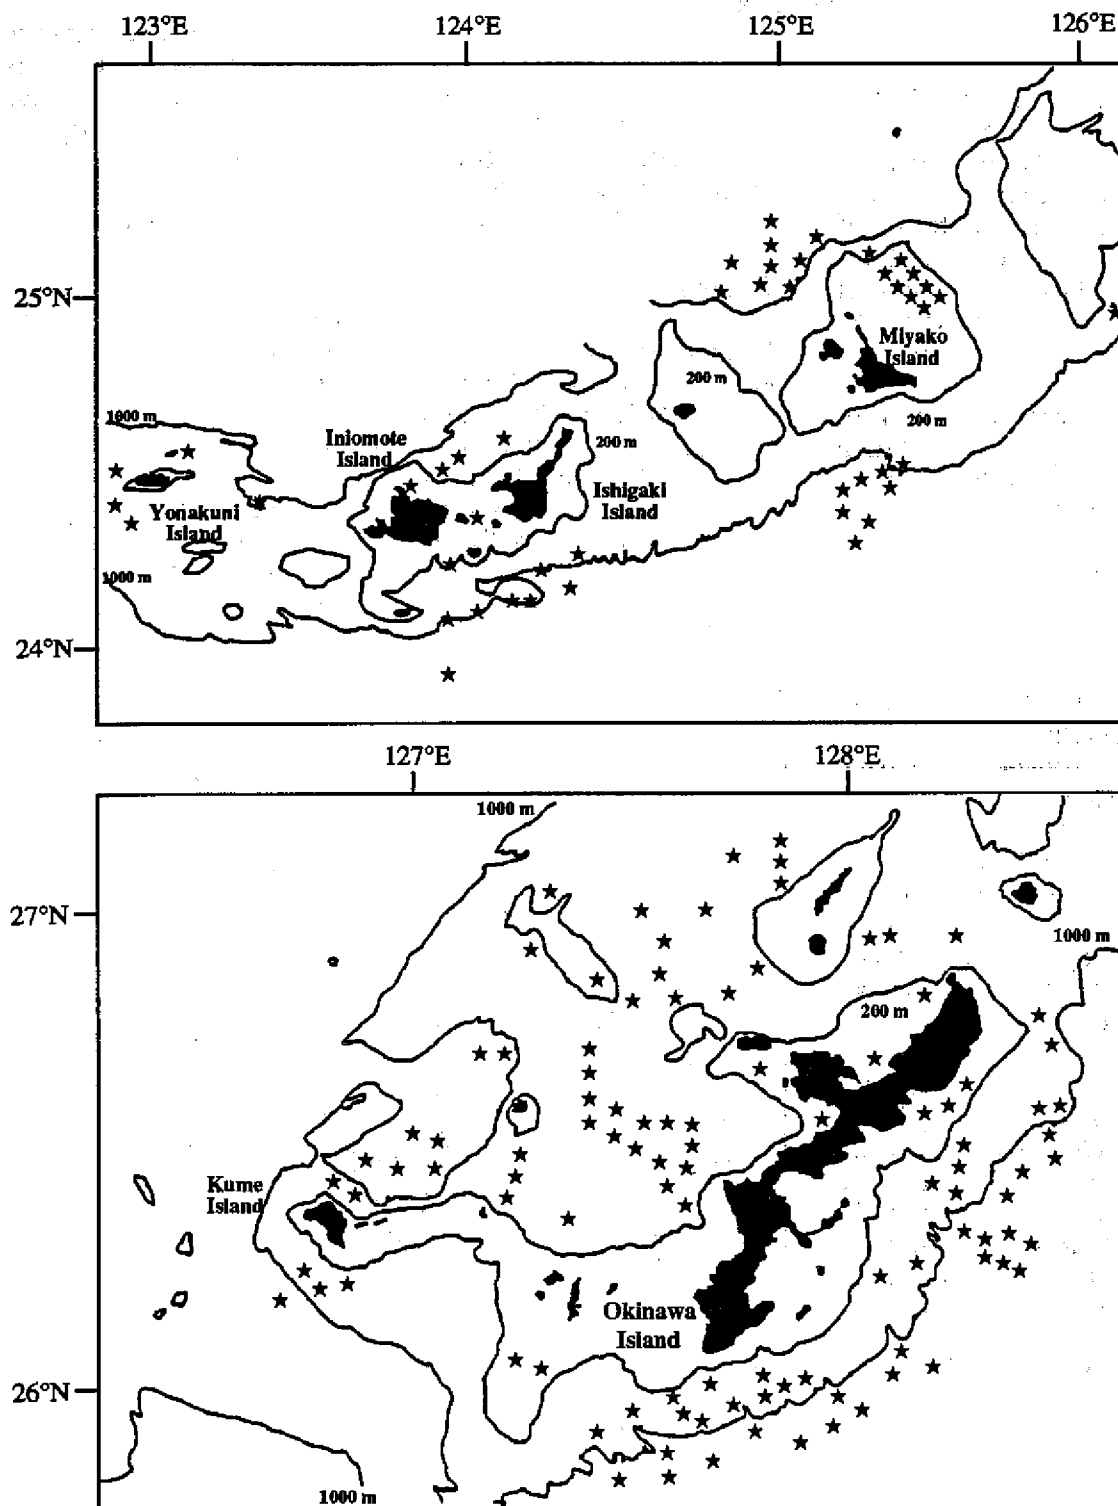 123°E 124°E 125°E 126°E
25°N
Miyako
Island
200 m
200 m
1000 m
Iniomote
Island
200 m
Ishigaki
Island
Yonakuni
Island
1000 m
24°N
127°E 128°E
1000 m
27°N
1000 m
200 m
Kume
Island
Okinawa
Island
26°N
1000 m